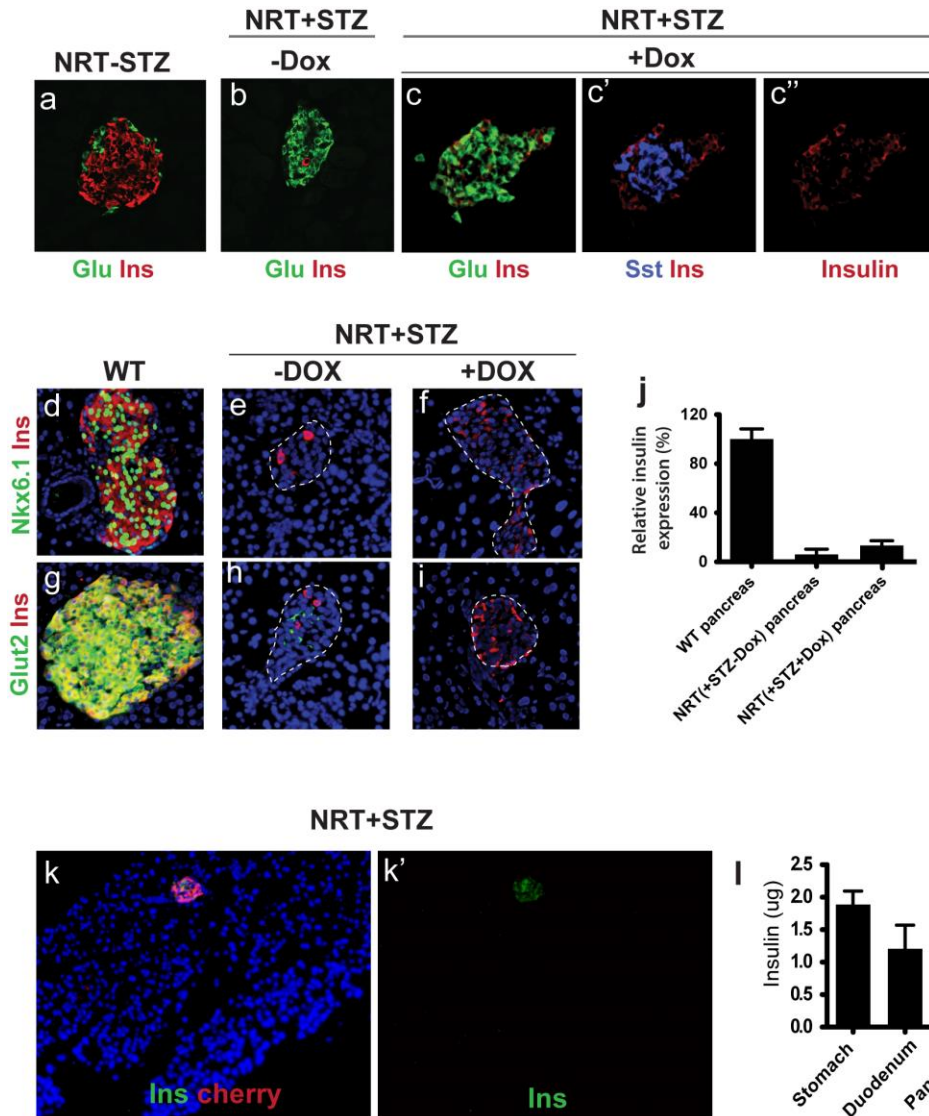 NRT+STZ
NRT+STZ
NRT-STZ
-Dox
+Dox
a
b
c
c'
c''
Glu Ins
Glu Ins
Glu Ins
Sst Ins
Insulin
NRT+STZ
WT
-DOX
+DOX
Nkx6.1 Ins
d
e
f
Glut2 Ins
g
h
i
j
Relative insulin
expression (%)
120
80
40
0
WT pancreas
NRT(+STZ-Dox) pancreas
NRT(+STZ+Dox) pancreas
NRT+STZ
k
Ins cherry
k'
Ins
l
Insulin (ug)
2.5
2.0
1.5
1.0
0.5
0.0
Stomach
Duodenum
Pan